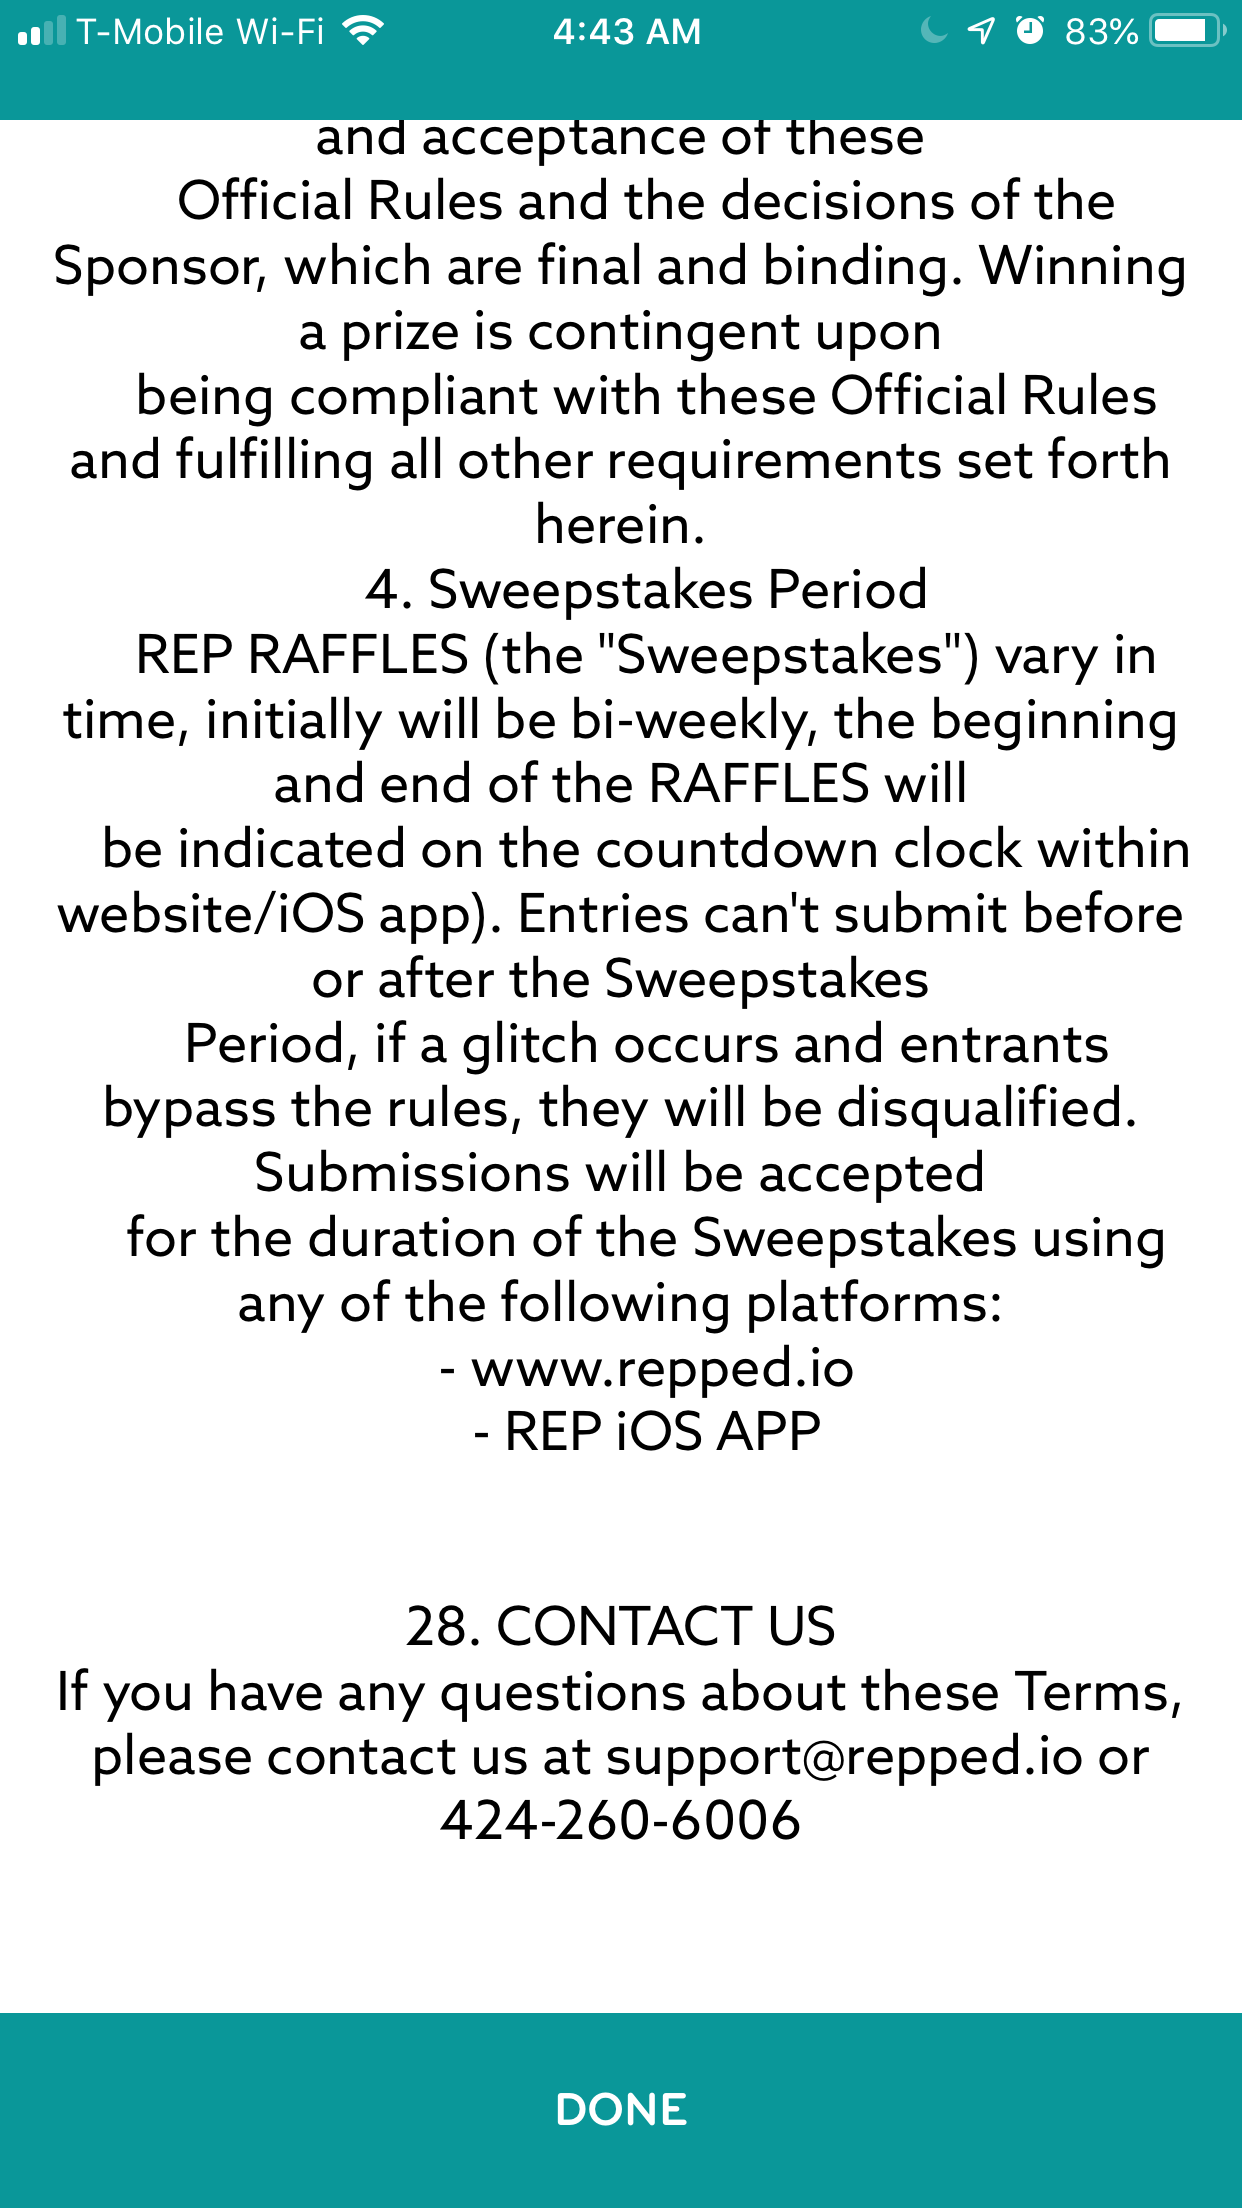 T-Mobile Wi-Fi 4:43 AM 83%
and acceptance of these
Official Rules and the decisions of the
Sponsor, which are final and binding. Winning
a prize is contingent upon
being compliant with these Official Rules
and fulfilling all other requirements set forth
herein.
4. Sweepstakes Period
REP RAFFLES (the "Sweepstakes") vary in
time, initially will be bi-weekly, the beginning
and end of the RAFFLES will
be indicated on the countdown clock within
website/iOS app). Entries can't submit before
or after the Sweepstakes
Period, if a glitch occurs and entrants
bypass the rules, they will be disqualified.
Submissions will be accepted
for the duration of the Sweepstakes using
any of the following platforms:
- www.repped.io
- REP iOS APP
28. CONTACT US
If you have any questions about these Terms,
please contact us at support@repped.io or
424-260-6006
DONE